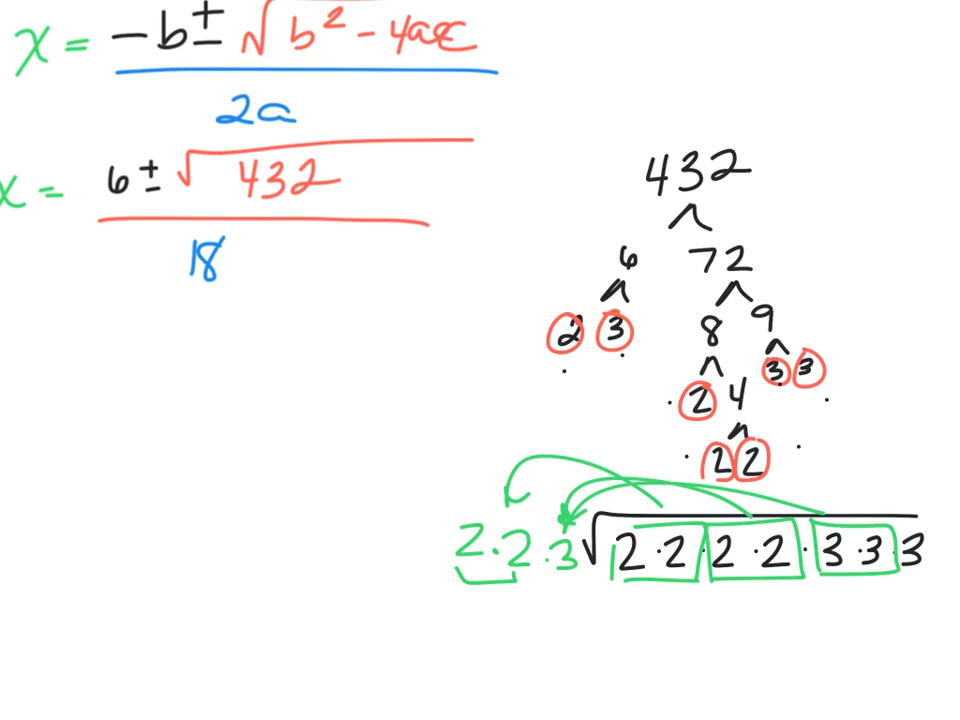 x = -b ± √b² - 4ac
2a
x = 6 ± √432
18
432
6 72
2 3 8 9
2 4 3 3
2 2
2·2·3 √2·2·2·2·3·3·3